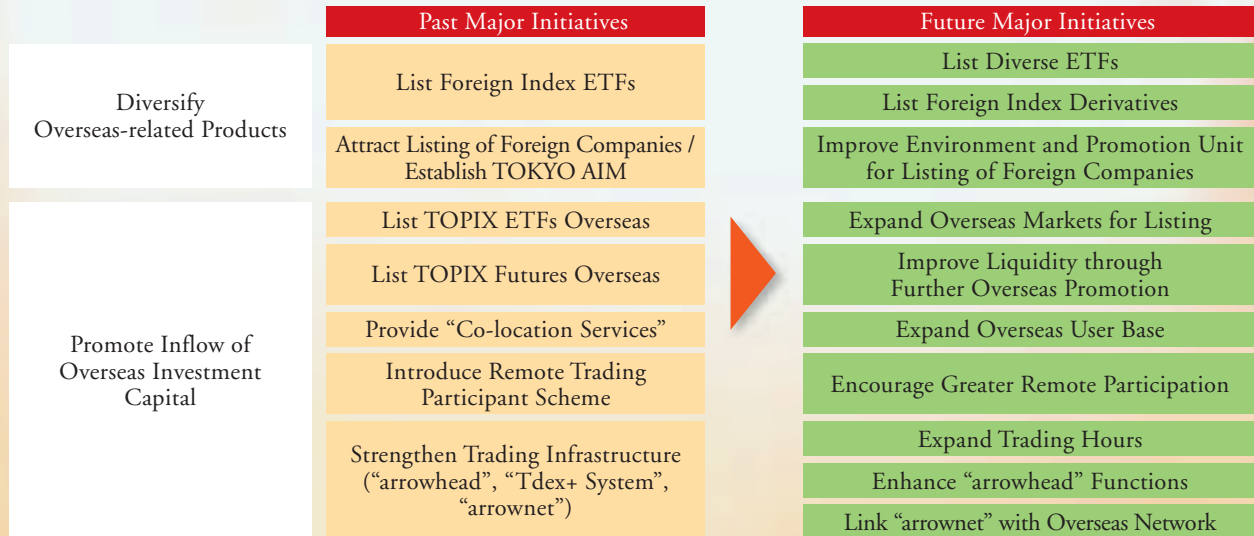 Past Major Initiatives
Future Major Initiatives
Diversify
Overseas-related Products
List Foreign Index ETFs
List Diverse ETFs
List Foreign Index Derivatives
Attract Listing of Foreign Companies /
Establish TOKYO AIM
Improve Environment and Promotion Unit
for Listing of Foreign Companies
Promote Inflow of
Overseas Investment
Capital
List TOPIX ETFs Overseas
Expand Overseas Markets for Listing
List TOPIX Futures Overseas
Improve Liquidity through
Further Overseas Promotion
Provide “Co-location Services”
Expand Overseas User Base
Introduce Remote Trading
Participant Scheme
Encourage Greater Remote Participation
Strengthen Trading Infrastructure
(“arrowhead”, “Tdex+ System”,
“arrownet”)
Expand Trading Hours
Enhance “arrowhead” Functions
Link “arrownet” with Overseas Network